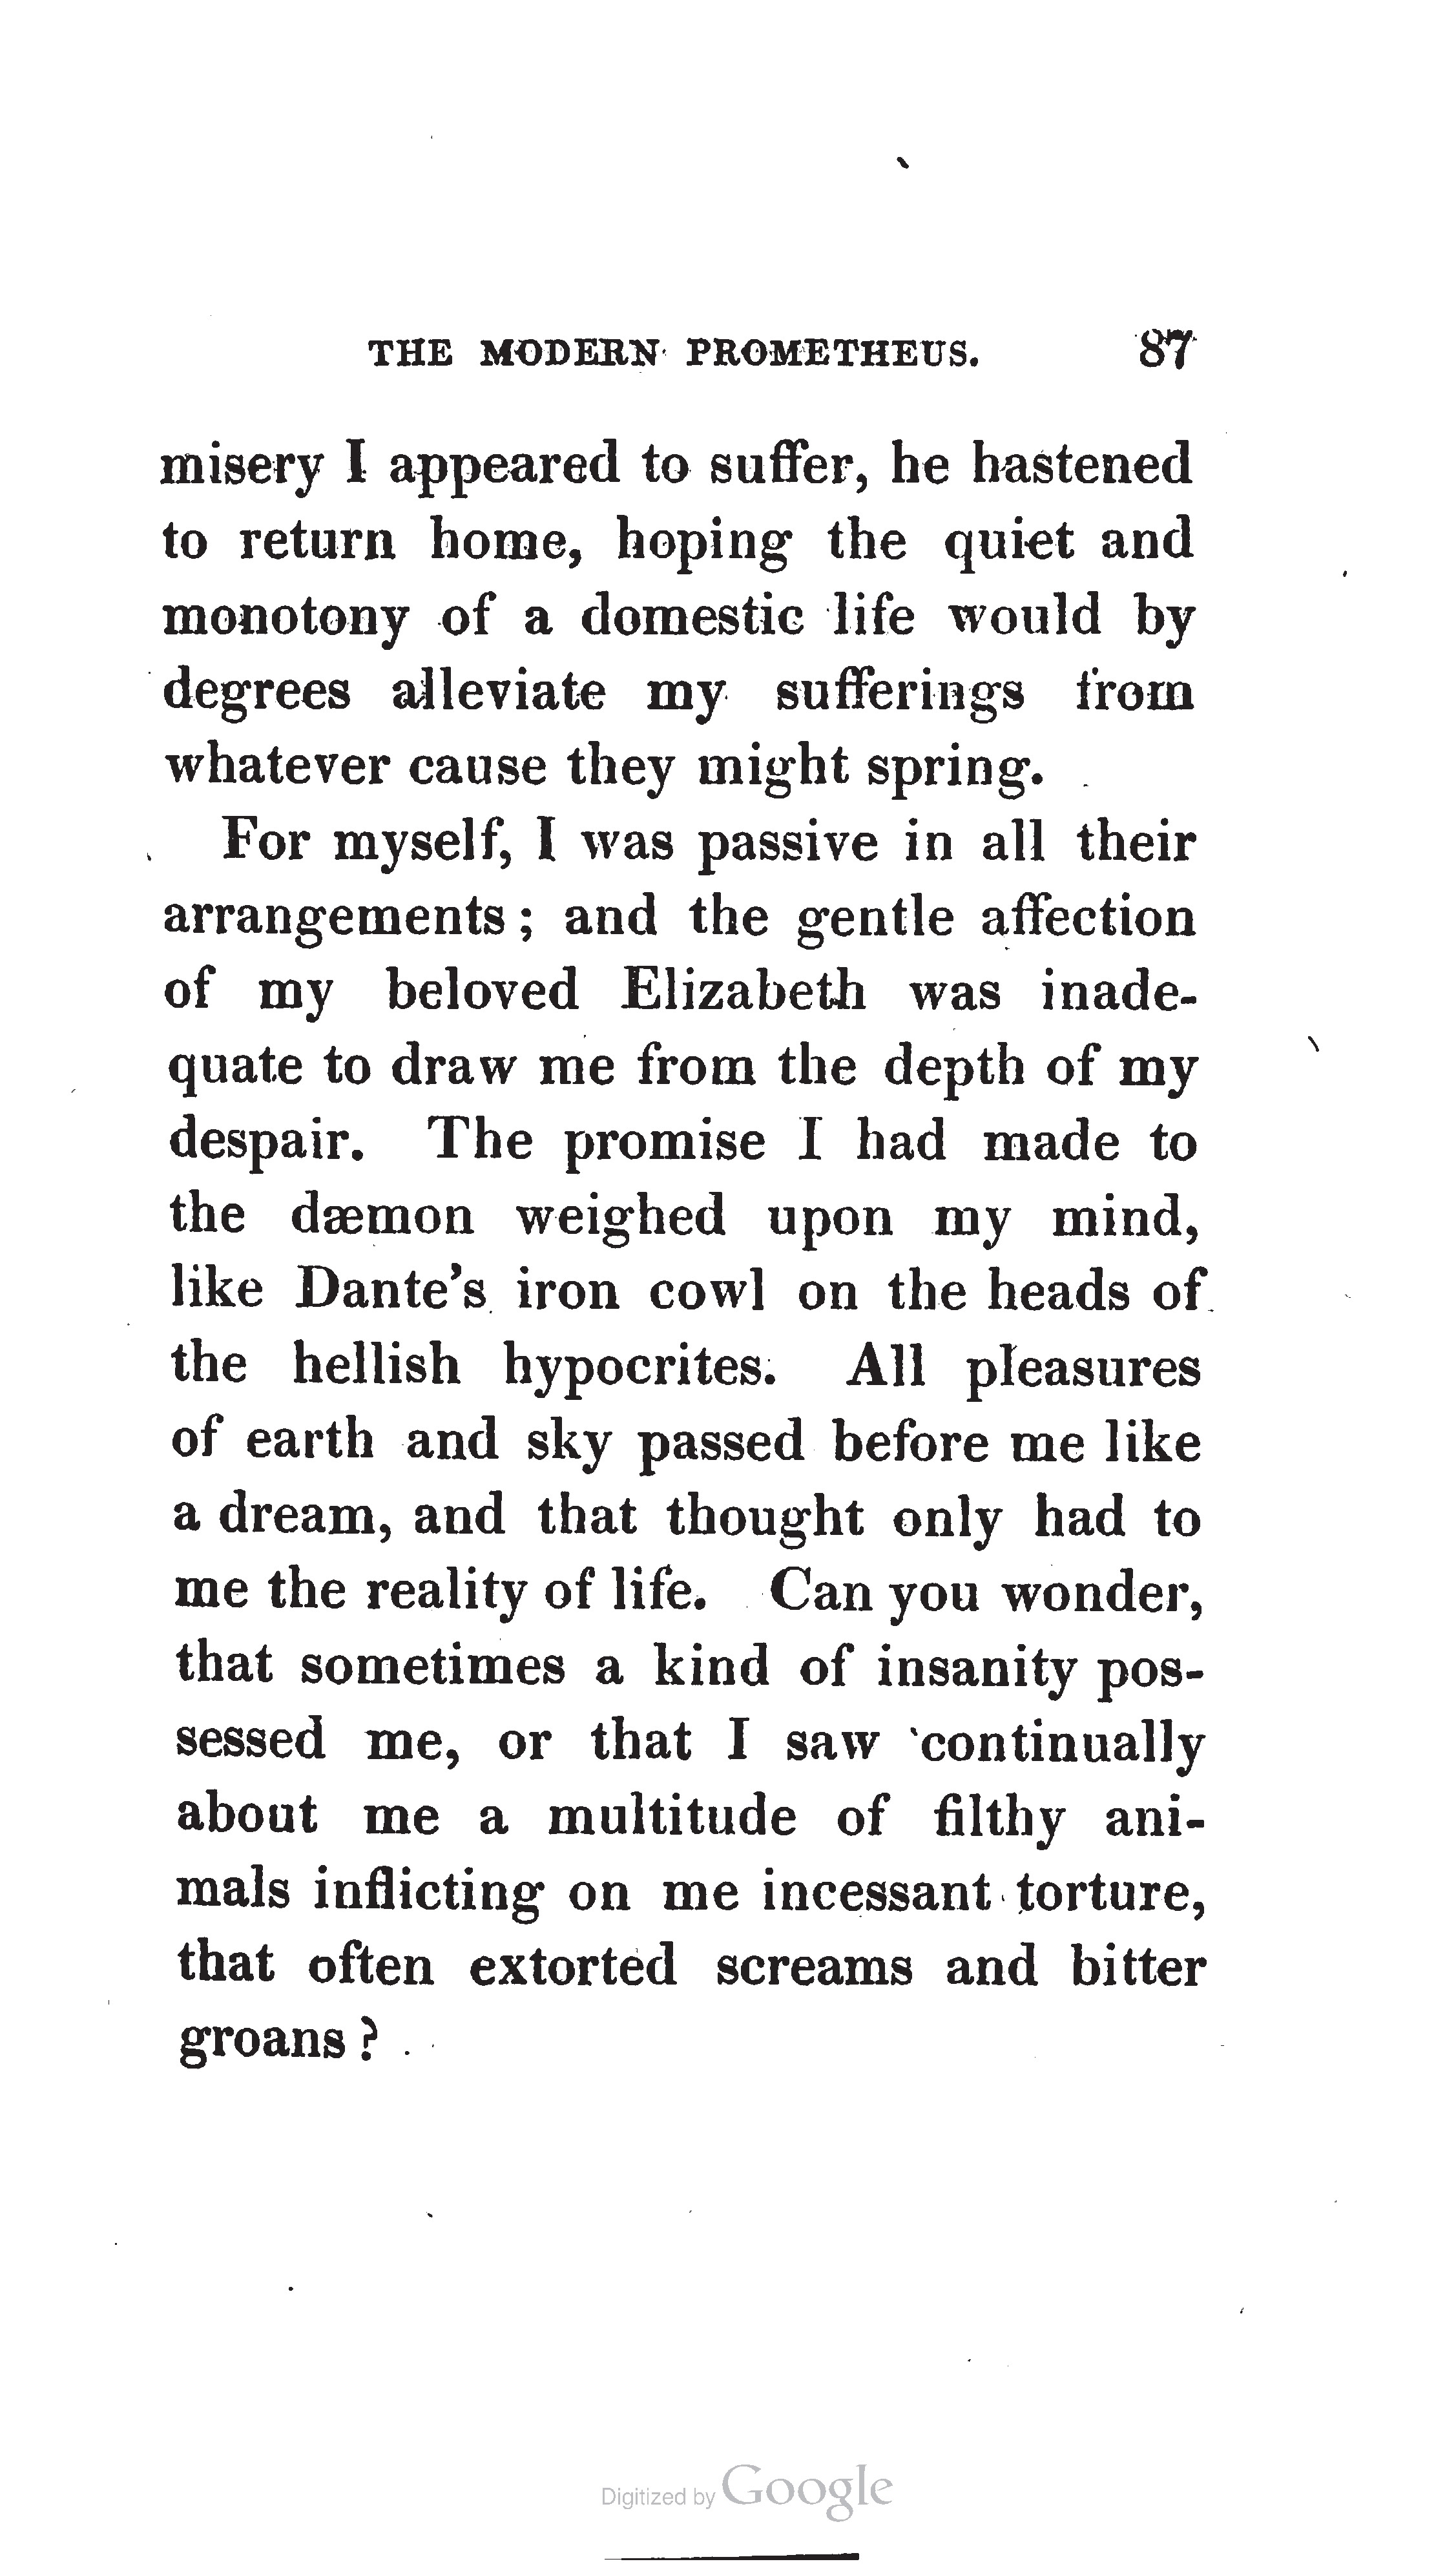 THE MODERN PROMETHEUS. 87
misery I appeared to suffer, he hastened
to return home, hoping the quiet and
monotony of a domestic life would by
degrees alleviate my sufferings from
whatever cause they might spring.
For myself, I was passive in all their
arrangements; and the gentle affection
of my beloved Elizabeth was inade-
quate to draw me from the depth of my
despair. The promise I had made to
the dæmon weighed upon my mind,
like Dante's iron cowl on the heads of
the hellish hypocrites. All pleasures
of earth and sky passed before me like
a dream, and that thought only had to
me the reality of life. Can you wonder,
that sometimes a kind of insanity pos-
sessed me, or that I saw continually
about me a multitude of filthy ani-
mals inflicting on me incessant torture,
that often extorted screams and bitter
groans?
Digitized by Google